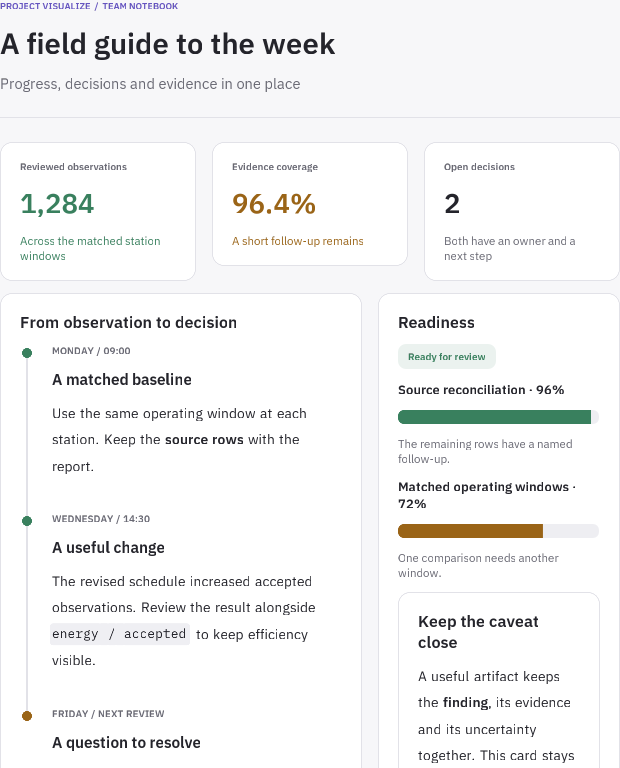 PROJECT VISUALIZE / TEAM NOTEBOOK
A field guide to the week
Progress, decisions and evidence in one place
Reviewed observations
1,284
Across the matched station
windows
Evidence coverage
96.4%
A short follow-up remains
Open decisions
2
Both have an owner and a
next step
From observation to decision
MONDAY / 09:00
A matched baseline
Use the same operating window at each
station. Keep the source rows with the
report.
WEDNESDAY / 14:30
A useful change
The revised schedule increased accepted
observations. Review the result alongside
energy / accepted to keep efficiency
visible.
FRIDAY / NEXT REVIEW
A question to resolve
Readiness
Ready for review
Source reconciliation · 96%
The remaining rows have a named
follow-up.
Matched operating windows ·
72%
One comparison needs another
window.
Keep the caveat
close
A useful artifact keeps
the finding, its evidence
and its uncertainty
together. This card stays